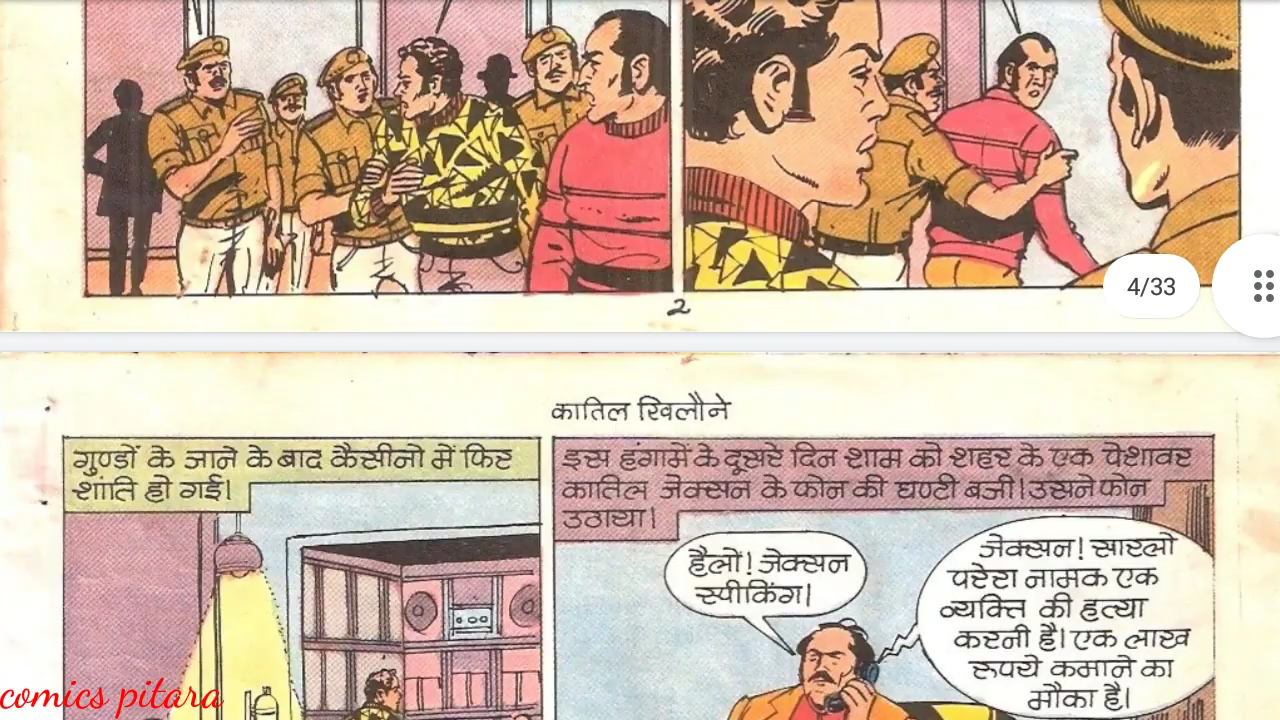 2
4/33
कातिल खिलौने
गुण्डों के जाने के बाद कैसीनो में फिर
शांति हो गई।
इस हंगामें के दूसरे दिन शाम को शहर के एक पेशावर
कातिल जेक्सन के फोन की घण्टी बजी। उसने फोन
उठाया।
हैलो! जेक्सन
स्पीकिंग।
जेक्सन! सारलो
परेरा नामक एक
व्यक्ति की हत्या
करनी है। एक लाख
रूपये कमाने का
मौका है।
comics pitara